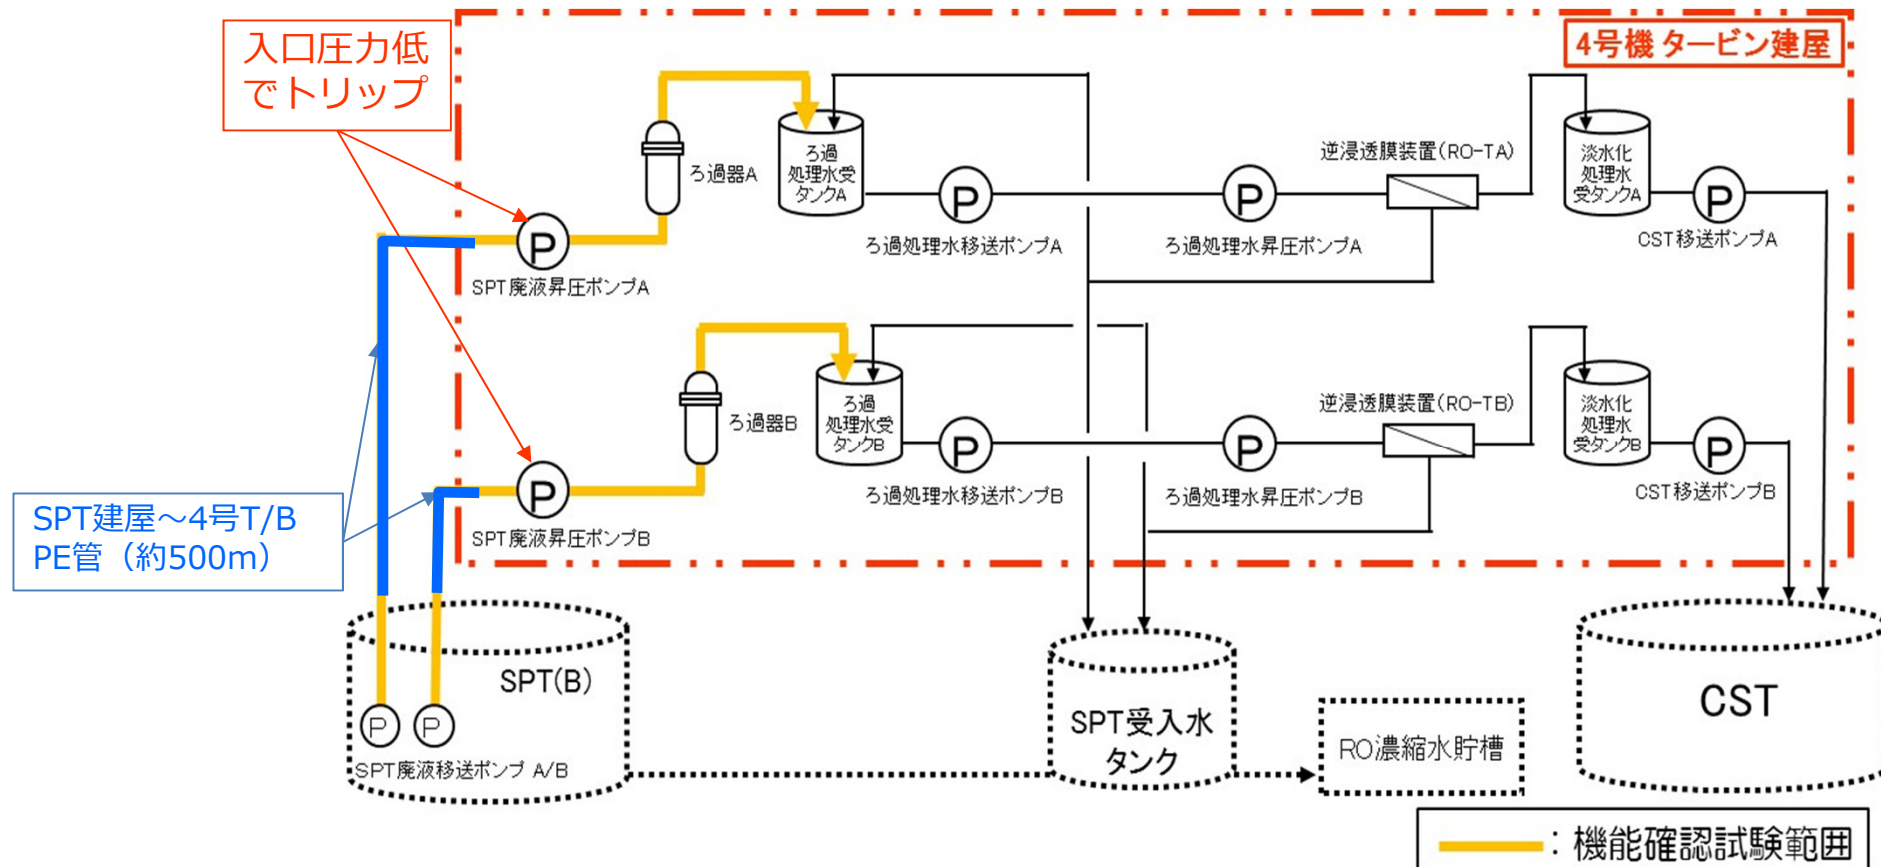 入口圧力低
でトリップ
4号機 タービン建屋
ろ過器A
ろ過
処理水受
タンクA
逆浸透膜装置(RO-TA)
淡水化
処理水
受タンクA
P
P
P
P
SPT廃液昇圧ポンプA
ろ過処理水移送ポンプA
ろ過処理水昇圧ポンプA
CST移送ポンプA
ろ過器B
ろ過
処理水受
タンクB
逆浸透膜装置(RO-TB)
淡水化
処理水
受タンクB
P
P
P
P
SPT廃液昇圧ポンプB
ろ過処理水移送ポンプB
ろ過処理水昇圧ポンプB
CST移送ポンプB
SPT建屋～4号T/B
PE管（約500m）
SPT(B)
P
P
SPT廃液移送ポンプ A/B
SPT受入水
タンク
RO濃縮水貯槽
CST
：機能確認試験範囲